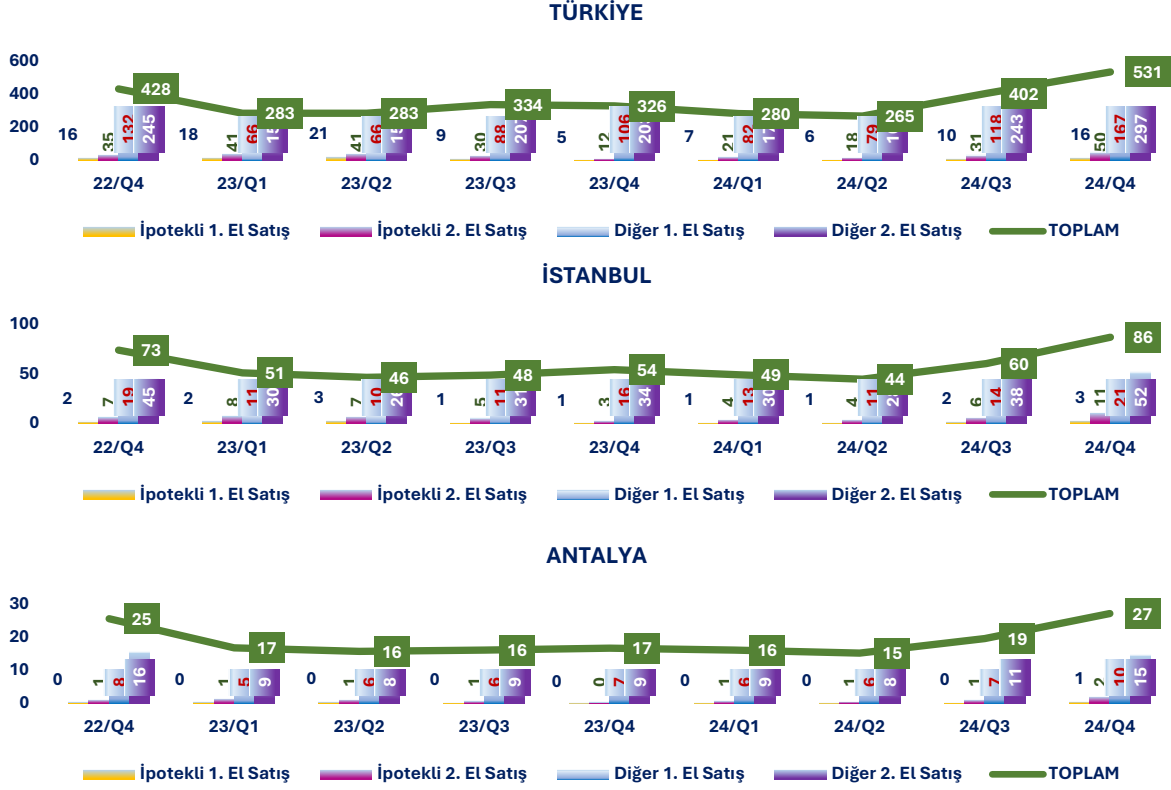 TÜRKİYE
600
400
200
0
428 283 283 334 326 280 265 402 531
16 35 132 245 18 41 66 21 41 66 9 30 88 207 5 12 106 7 21 82 6 18 79 10 31 118 243 16 50 167 297
22/Q4 23/Q1 23/Q2 23/Q3 23/Q4 24/Q1 24/Q2 24/Q3 24/Q4
İpotekli 1. El Satış İpotekli 2. El Satış Diğer 1. El Satış Diğer 2. El Satış TOPLAM
İSTANBUL
100
50
0
73 51 46 48 54 49 44 60 86
2 7 19 45 2 8 11 30 3 7 10 1 5 11 31 1 3 16 34 1 4 13 30 1 4 11 2 6 14 38 3 11 21 52
22/Q4 23/Q1 23/Q2 23/Q3 23/Q4 24/Q1 24/Q2 24/Q3 24/Q4
İpotekli 1. El Satış İpotekli 2. El Satış Diğer 1. El Satış Diğer 2. El Satış TOPLAM
ANTALYA
30
20
10
0
25 17 16 16 17 16 15 19 27
0 1 8 16 0 1 5 9 0 1 6 8 0 1 6 9 0 0 7 9 0 1 6 9 0 1 6 8 0 1 7 11 1 2 10 15
22/Q4 23/Q1 23/Q2 23/Q3 23/Q4 24/Q1 24/Q2 24/Q3 24/Q4
İpotekli 1. El Satış İpotekli 2. El Satış Diğer 1. El Satış Diğer 2. El Satış TOPLAM